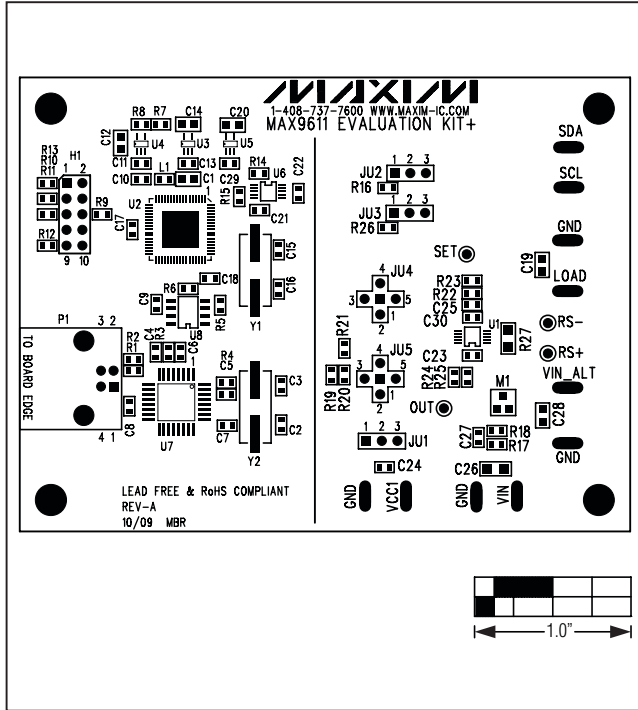 MAXIM
1-408-737-7600 WWW.MAXIM-IC.COM
MAX9611 EVALUATION KIT+
R8 R7 C14 C20
C12
U4 U3 U5
C11 C13 C29
C10 L1 C1
R13
R10
R11
H1
1 2
R9
R12
9 10
C17
U2
1
R14
U6
C22
R15
C21
C15
C18
C16
R6
C9
U8
R5
Y1
P1
3 2
TO BOARD EDGE
4 1
R2
R1
C4
R3
C6
1
R4
C5
C3
C8
U7
C7
C2
Y2
LEAD FREE & RoHS COMPLIANT
REV-A
10/09 MBR
JU2
1 2 3
R16
JU3
1 2 3
R26
SET
4
JU4
3 5
1
2
R23
R22
C25
C30
U1
R27
C23
R21
4
JU5
3 5
1
2
R19
R20
R24
R25
OUT
M1
1 2 3
JU1
C24
C27
R18
R17
C26
C28
C19
SDA
SCL
GND
LOAD
RS-
RS+
VIN_ALT
GND
GND
VCC1
GND
VIN
1.0"